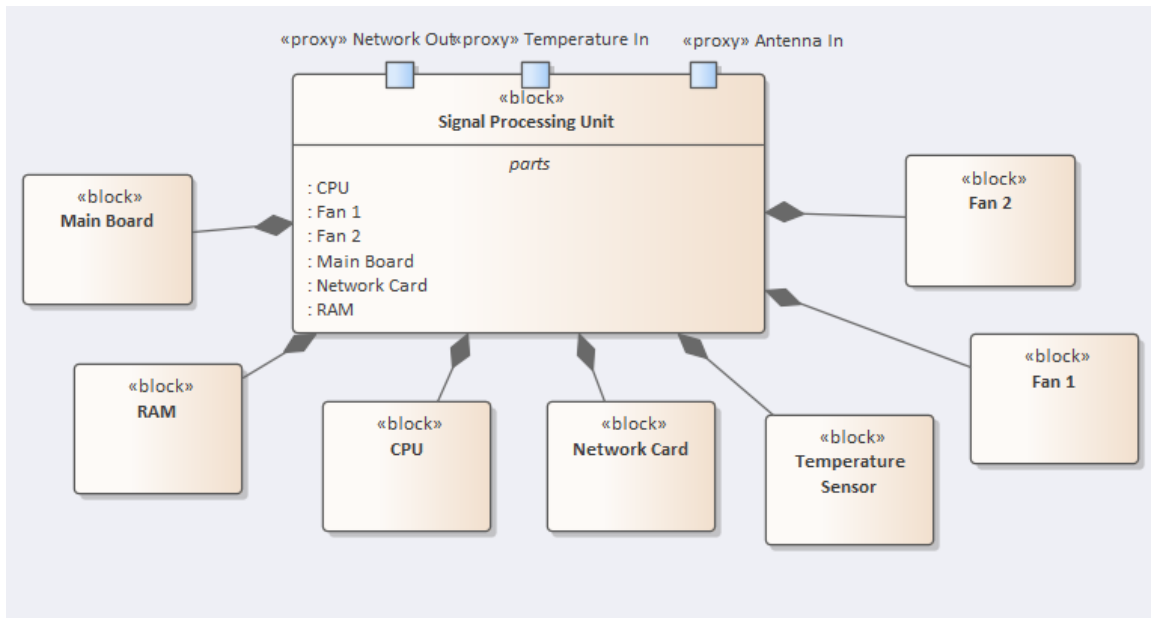 «proxy» Network Out
«proxy» Temperature In
«proxy» Antenna In
«block»
Signal Processing Unit
parts
: CPU
: Fan 1
: Fan 2
: Main Board
: Network Card
: RAM
«block»
Main Board
«block»
Fan 2
«block»
Fan 1
«block»
RAM
«block»
CPU
«block»
Network Card
«block»
Temperature
Sensor